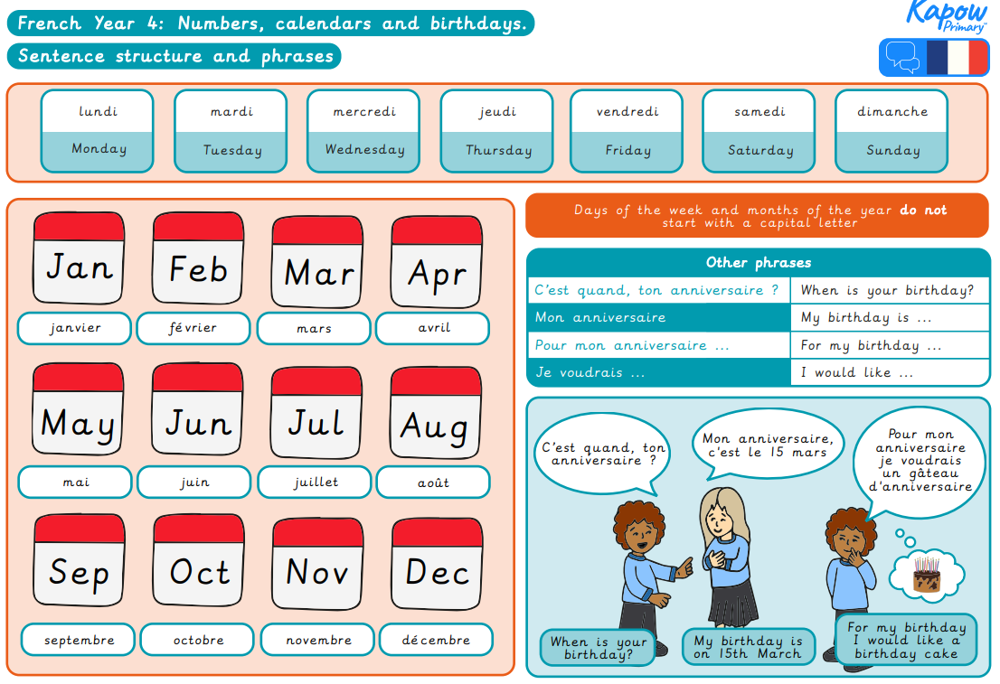 French Year 4: Numbers, calendars and birthdays.
Kapow
Primary™
Sentence structure and phrases
lundi
Monday
mardi
Tuesday
mercredi
Wednesday
jeudi
Thursday
vendredi
Friday
samedi
Saturday
dimanche
Sunday
Jan
Feb
Mar
Apr
janvier
février
mars
avril
May
Jun
Jul
Aug
mai
juin
juillet
août
Sep
Oct
Nov
Dec
septembre
octobre
novembre
décembre
Days of the week and months of the year do not
start with a capital letter
Other phrases
C'est quand, ton anniversaire ?
When is your birthday?
Mon anniversaire
My birthday is ...
Pour mon anniversaire ...
For my birthday ...
Je voudrais ...
I would like ...
C'est quand, ton
anniversaire ?
Mon anniversaire,
c'est le 15 mars
Pour mon
anniversaire
je voudrais
un gâteau
d'anniversaire
When is your
birthday?
My birthday is
on 15th March
For my birthday
I would like a
birthday cake